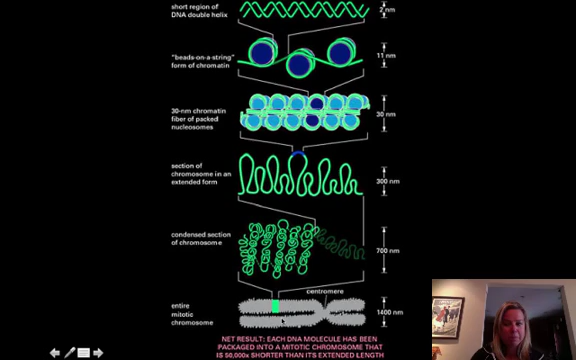 short region of
DNA double helix
2 nm
"beads-on-a-string"
form of chromatin
11 nm
30-nm chromatin
fiber of packed
nucleosomes
30 nm
section of
chromosome in an
extended form
300 nm
condensed section
of chromosome
700 nm
centromere
entire
mitotic
chromosome
1400 nm
NET RESULT: EACH DNA MOLECULE HAS BEEN
PACKAGED INTO A MITOTIC CHROMOSOME THAT
IS 50,000x SHORTER THAN ITS EXTENDED LENGTH